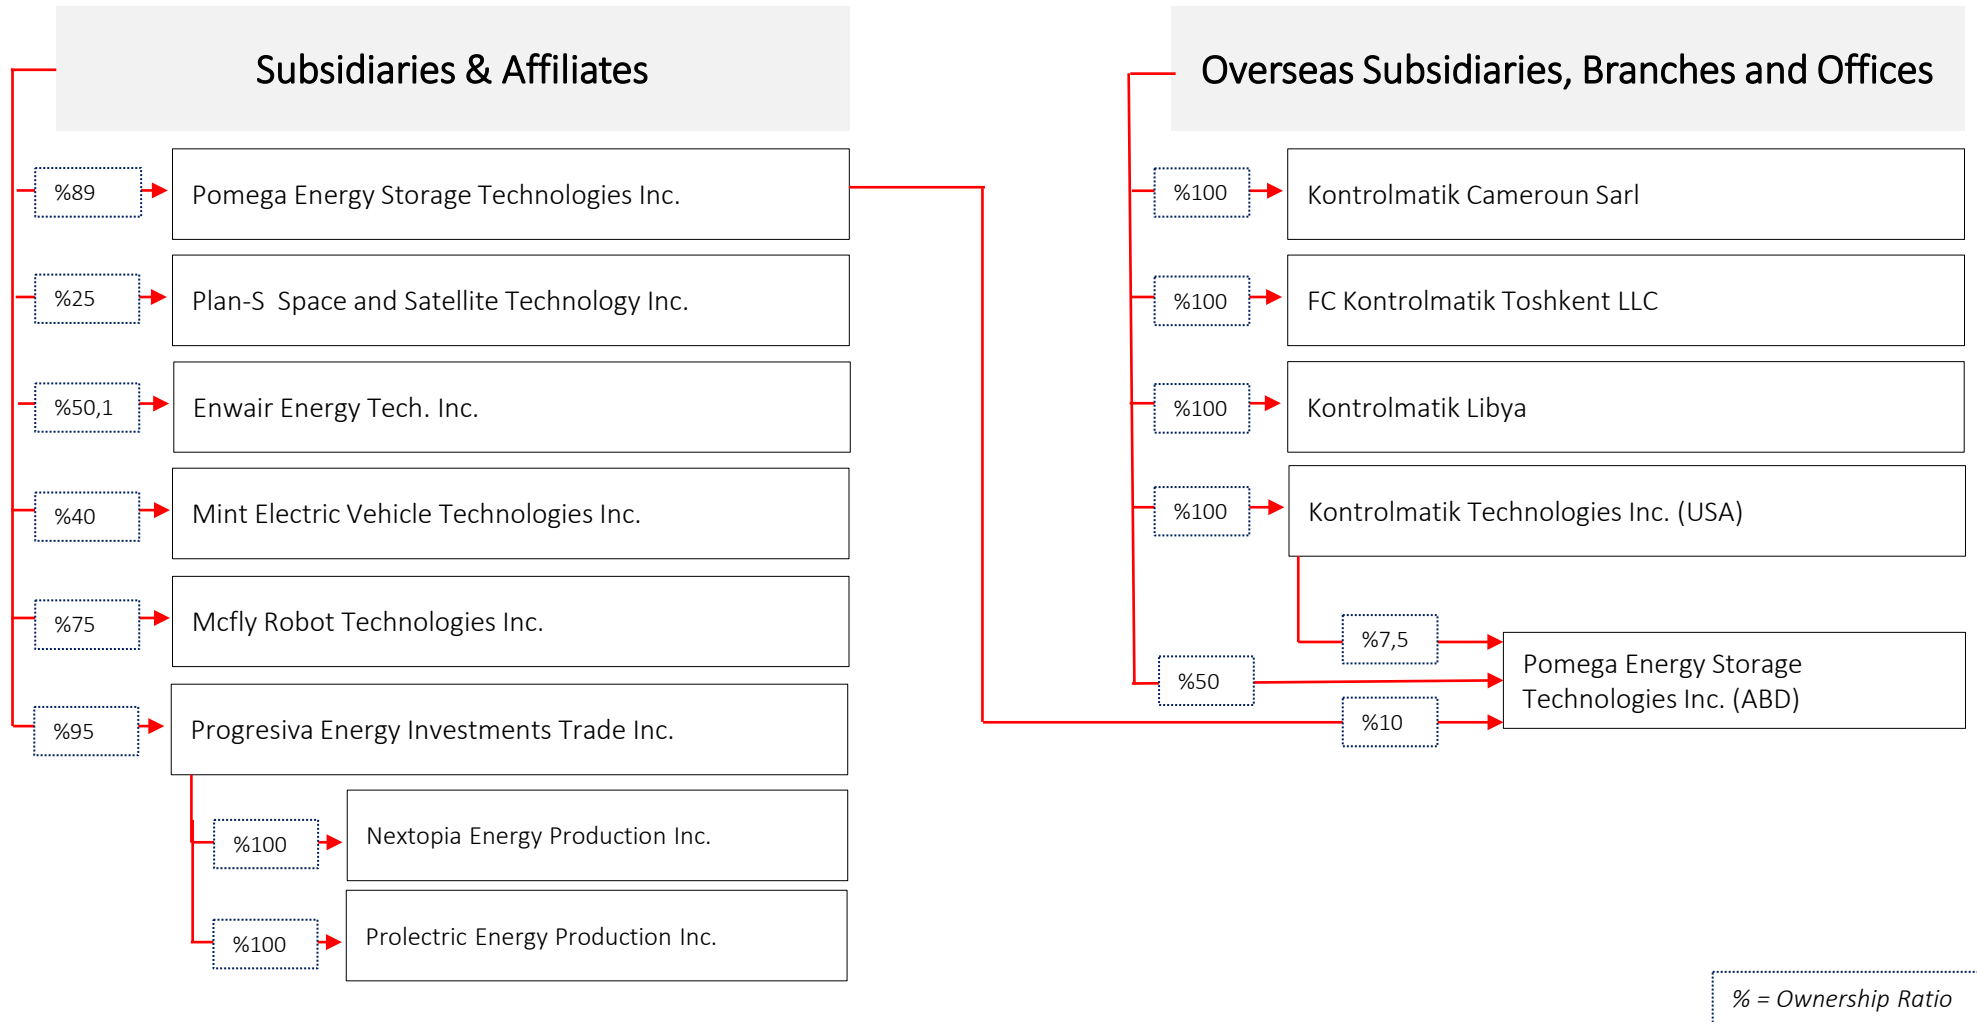 Subsidiaries & Affiliates
%89
Pomega Energy Storage Technologies Inc.
%25
Plan-S Space and Satellite Technology Inc.
%50,1
Enwair Energy Tech. Inc.
%40
Mint Electric Vehicle Technologies Inc.
%75
Mcfly Robot Technologies Inc.
%95
Progresiva Energy Investments Trade Inc.
%100
Nextopia Energy Production Inc.
%100
Prolectric Energy Production Inc.
Overseas Subsidiaries, Branches and Offices
%100
Kontrolmatik Cameroun Sarl
%100
FC Kontrolmatik Toshkent LLC
%100
Kontrolmatik Libya
%100
Kontrolmatik Technologies Inc. (USA)
%7,5
%50
%10
Pomega Energy Storage
Technologies Inc. (ABD)
% = Ownership Ratio